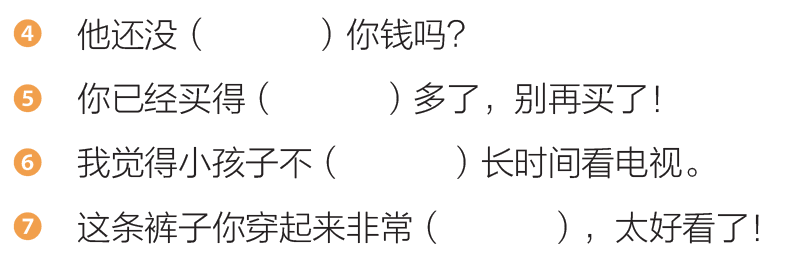 4 他还没（ ）你钱吗？
5 你已经买得（ ）多了，别再买了！
6 我觉得小孩子不（ ）长时间看电视。
7 这条裤子你穿起来非常（ ），太好看了！